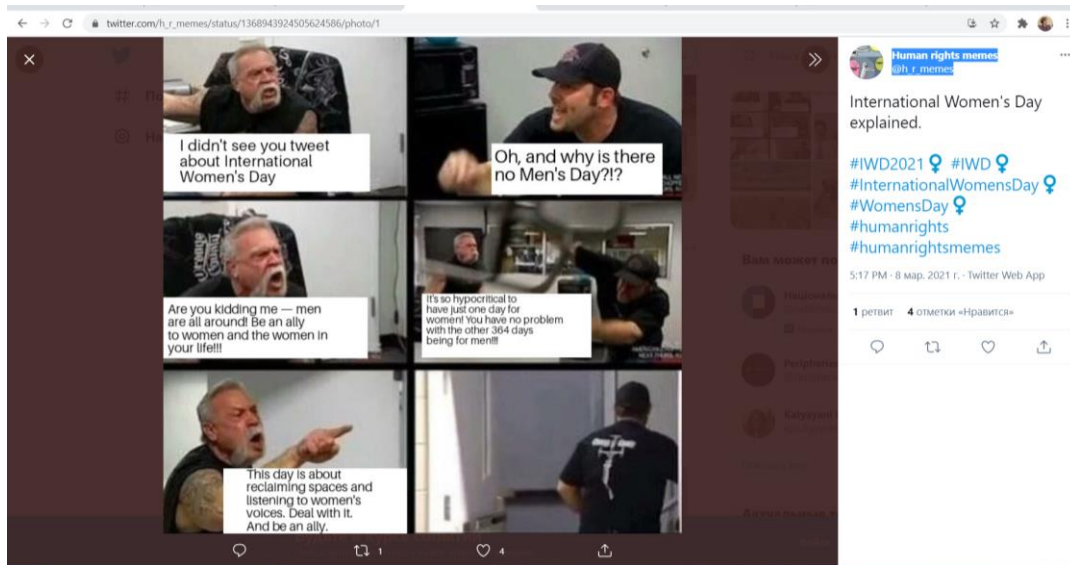 twitter.com/h_r_memes/status/1368943924505624586/photo/1
I didn't see you tweet
about International
Women's Day
Oh, and why is there
no Men's Day?!?
Are you kidding me — men
are all around! Be an ally
to women and the women in
your life!!!
It's so hypocritical to
have just one day for
women! You have no problem
with the other 364 days
being for men!!!
This day is about
reclaiming spaces and
listening to women's
voices. Deal with it.
And be an ally.
1
4
Human rights memes
@h_r_memes
International Women's Day
explained.
#IWD2021 #IWD
#InternationalWomensDay
#WomensDay
#humanrights
#humanrightsmemes
5:17 PM · 8 мар. 2021 г. · Twitter Web App
1 ретвит 4 отметки «Нравится»